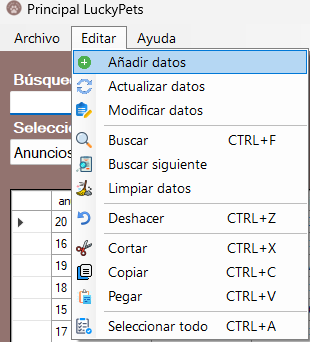 Principal LuckyPets
Archivo Editar Ayuda
Añadir datos
Búsque
Actualizar datos
Modificar datos
Selecci
Buscar CTRL+F
Anuncios
Buscar siguiente
Limpiar datos
an
20
Deshacer CTRL+Z
16
Cortar CTRL+X
19
Copiar CTRL+C
18
15
Pegar CTRL+V
17
Seleccionar todo CTRL+A